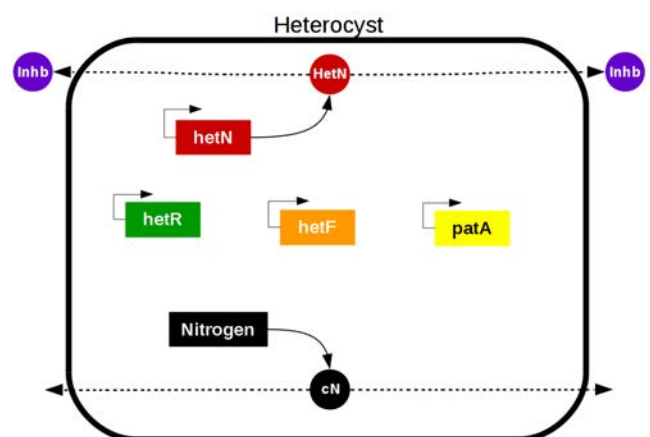 Heterocyst
Inhb
HetN
Inhb
hetN
hetR
hetF
patA
Nitrogen
cN